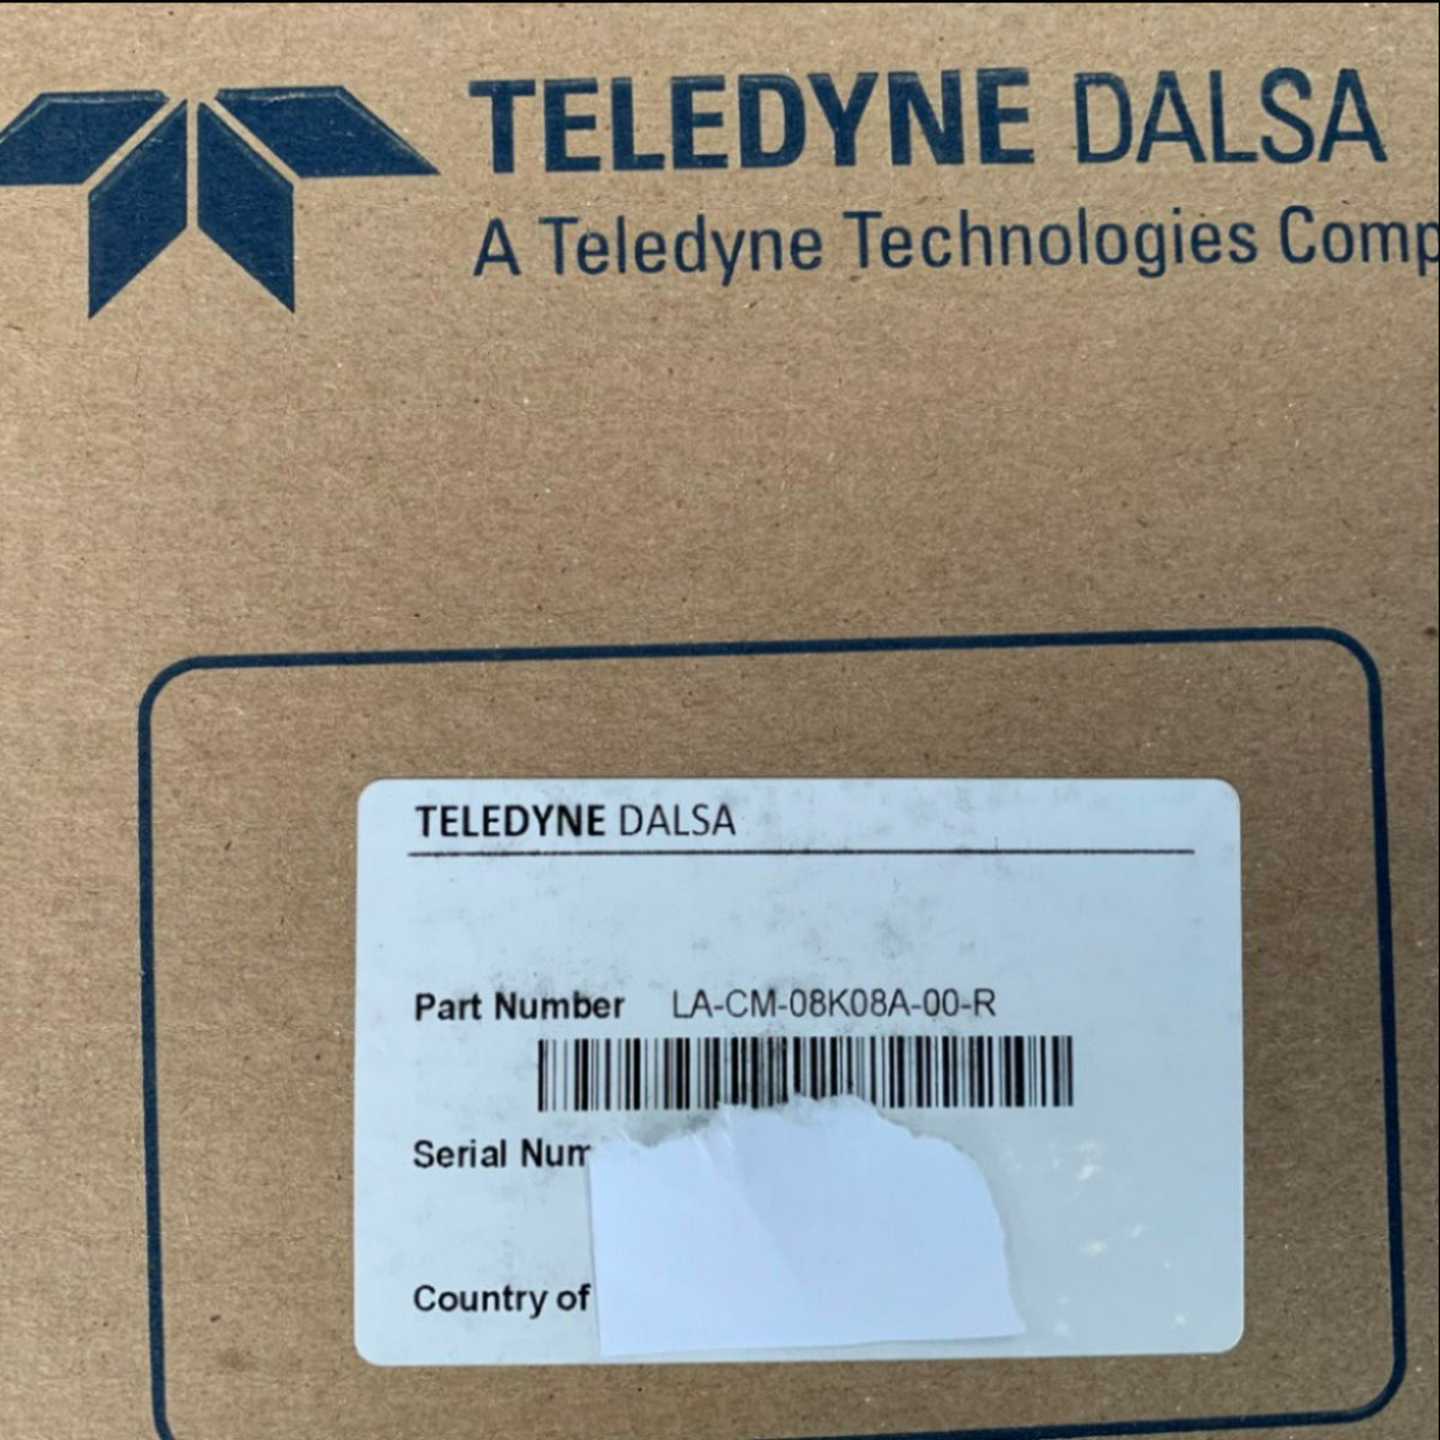 TELEDYNE DALSA
A Teledyne Technologies Comp
TELEDYNE DALSA
Part Number LA-CM-08K08A-00-R
Serial Num
Country of